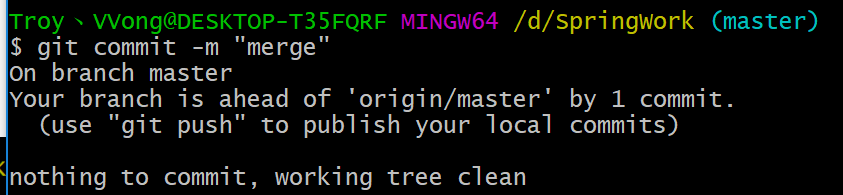 Troy丶VVong@DESKTOP-T35FQRF MINGW64 /d/SpringWork (master)
$ git commit -m "merge"
On branch master
Your branch is ahead of 'origin/master' by 1 commit.
  (use "git push" to publish your local commits)
nothing to commit, working tree clean